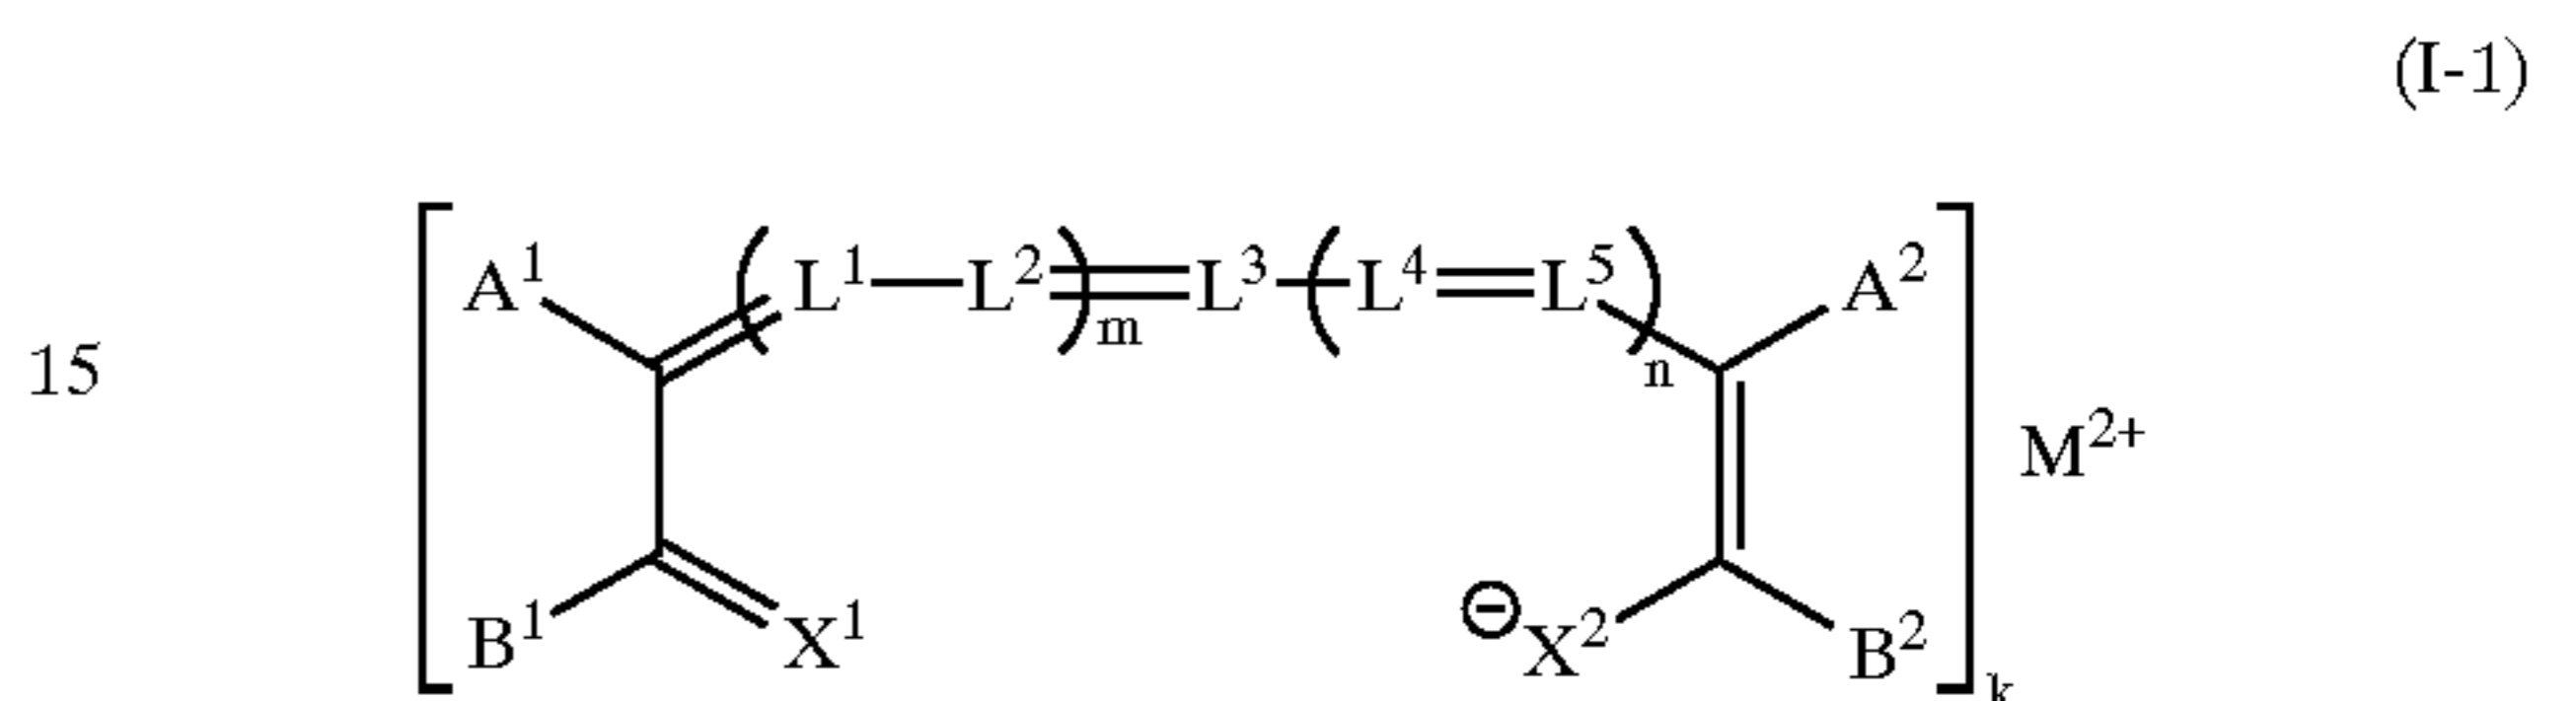 (I-1)
A¹ (L¹—L²)ₘ=L³—(L⁴=L⁵)ₙ A²
15 M²⁺
B¹ X¹ ⊖X² B² k